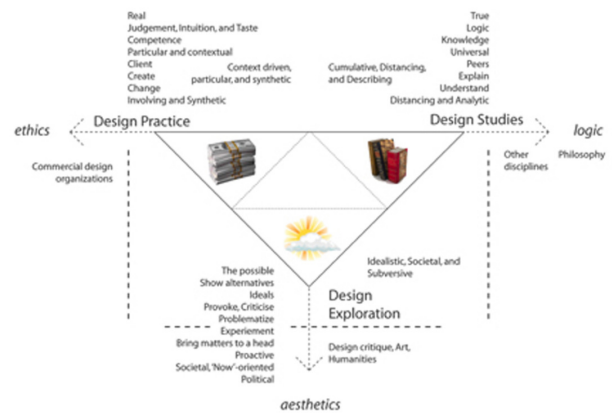 Real
Judgement, Intuition, and Taste
Competence
Particular and contextual
Client
Create
Change
Involving and Synthetic
Context driven,
particular, and synthetic
Cumulative, Distancing,
and Describing
True
Logic
Knowledge
Universal
Peers
Explain
Understand
Distancing and Analytic
ethics
Design Practice
Design Studies
logic
Commercial design
organizations
Other
disciplines
Philosophy
The possible
Show alternatives
Ideals
Provoke, Criticise
Problematize
Experiement
Bring matters to a head
Proactive
Societal, 'Now'-oriented
Political
Idealistic, Societal, and
Subversive
Design
Exploration
Design critique, Art,
Humanities
aesthetics